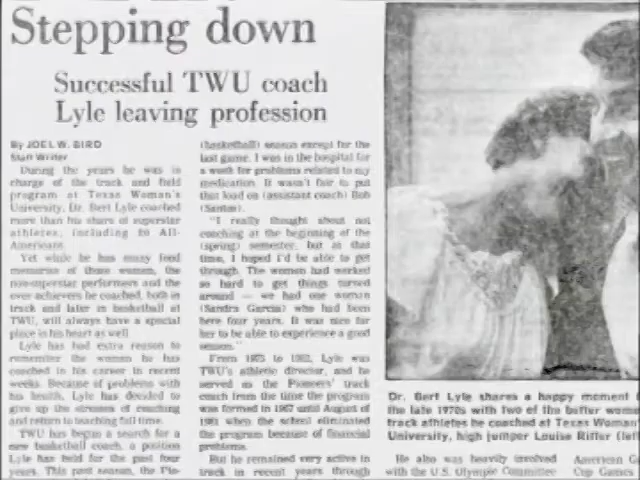 Stepping down
Successful TWU coach
Lyle leaving profession
By JOEL W. BIRD
Staff Writer
During the years he was in
charge of the track and field
program at Texas Woman's
University, Dr. Bert Lyle coached
more than his share of superstar
athletes, including 10 All-
Americans.
Yet while he has many fond
memories of those women, the
non-superstar performers and the
over achievers he coached, both in
track and later in basketball at
TWU, will always have a special
place in his heart as well.
Lyle has had extra reason to
remember the women he has
coached in his career in recent
weeks. Because of problems with
his health, Lyle has decided to
give up the stresses of coaching
and return to teaching full time.
TWU has begun a search for a
new basketball coach, a position
Lyle has held for the past four
years. This past season, the Pio-
(basketball) season except for the
last game. I was in the hospital for
a week for problems related to my
medication. It wasn't fair to put
that load on (assistant coach) Bob
(Santos).
"I really thought about not
coaching at the beginning of the
(spring) semester, but at that
time, I hoped I'd be able to get
through. The women had worked
so hard to get things turned
around — we had one woman
(Sandra Garcia) who had been
here four years. It was nice for
her to be able to experience a good
season."
From 1973 to 1982, Lyle was
TWU's athletic director, and he
served as the Pioneers' track
coach from the time the program
was formed in 1967 until August of
when the school eliminated
the program because of financial
problems.
But he remained very active in
track in recent years through
Dr. Bert Lyle shares a happy moment
the late 1970s with two of the better
track athletes he coached at Texas
University, high jumper Louise Ritter
He also was heavily involved
with the U.S. Olympic Committee
American
Cup Games